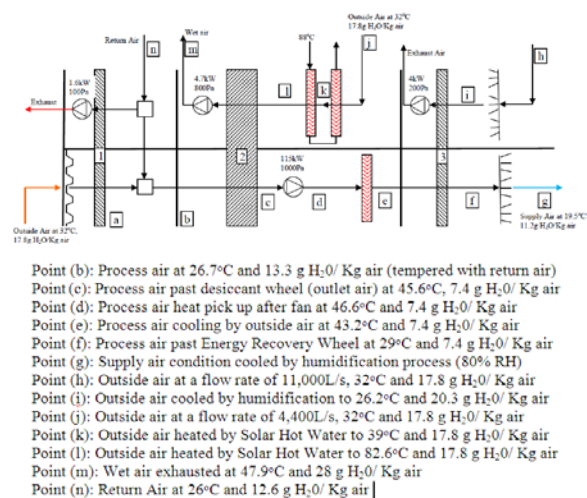 Outside Air at 32°C
17.8g H₂O/Kg air
Return Air
n
Wet air
m
88°C
j
Exhaust Air
h
1.6kW
100Pa
4.7kW
800Pa
l
k
4kW
200Pa
i
Exhaust
1
2
3
115kW
1000Pa
a
b
c
d
e
f
g
Outside Air at 32°C,
17.8g H₂O/Kg air
Supply Air at 19.5°C
11.2g H₂O/Kg air
Point (b): Process air at 26.7°C and 13.3 g H₂0/ Kg air (tempered with return air)
Point (c): Process air past desiccant wheel (outlet air) at 45.6°C, 7.4 g H₂0/ Kg air
Point (d): Process air heat pick up after fan at 46.6°C and 7.4 g H₂0/ Kg air
Point (e): Process air cooling by outside air at 43.2°C and 7.4 g H₂0/ Kg air
Point (f): Process air past Energy Recovery Wheel at 29°C and 7.4 g H₂0/ Kg air
Point (g): Supply air condition cooled by humidification process (80% RH)
Point (h): Outside air at a flow rate of 11,000L/s, 32°C and 17.8 g H₂0/ Kg air
Point (i): Outside air cooled by humidification to 26.2°C and 20.3 g H₂0/ Kg air
Point (j): Outside air at a flow rate of 4,400L/s, 32°C and 17.8 g H₂0/ Kg air
Point (k): Outside air heated by Solar Hot Water to 39°C and 17.8 g H₂0/ Kg air
Point (l): Outside air heated by Solar Hot Water to 82.6°C and 17.8 g H₂0/ Kg air
Point (m): Wet air exhausted at 47.9°C and 28 g H₂0/ Kg air
Point (n): Return Air at 26°C and 12.6 g H₂0/ Kg air